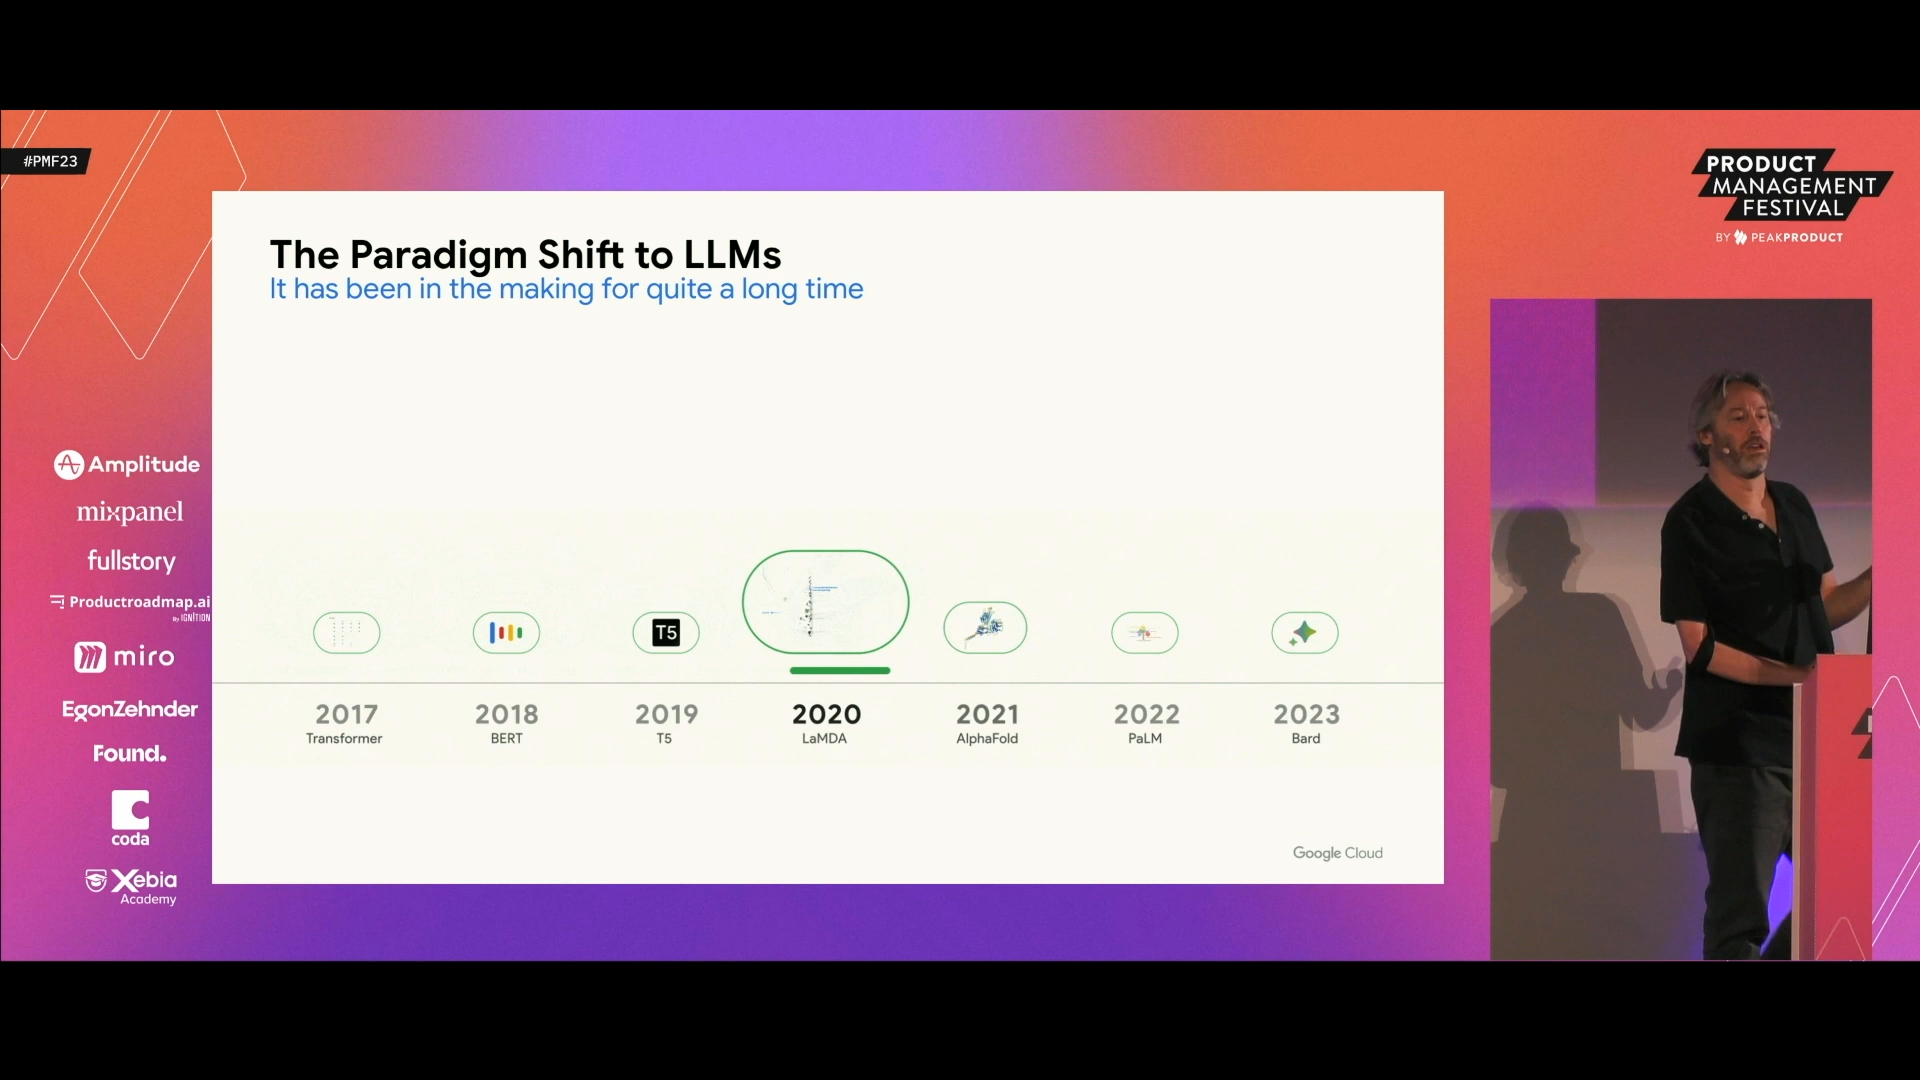 #PMF23
PRODUCT
MANAGEMENT
FESTIVAL
BY PEAKPRODUCT
The Paradigm Shift to LLMs
It has been in the making for quite a long time
Amplitude
mixpanel
fullstory
Productroadmap.ai
By IGNITION
miro
EgonZehnder
Found.
coda
Xebia
Academy
T5
2017
Transformer
2018
BERT
2019
T5
2020
LaMDA
2021
AlphaFold
2022
PaLM
2023
Bard
Google Cloud